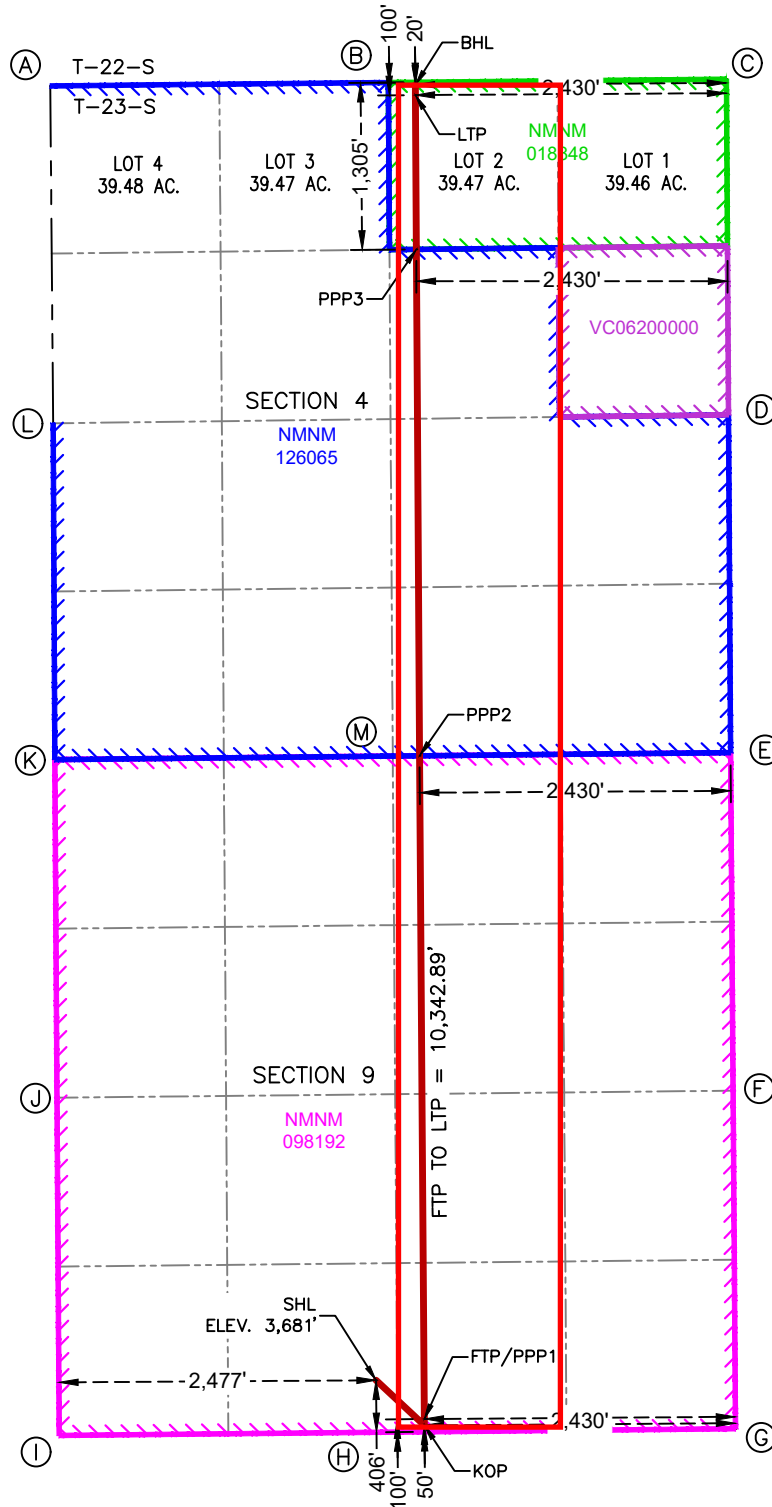 100'
20'
BHL
A
B
C
T-22-S
T-23-S
2,430'
LTP
NMNM
018348
LOT 4
39.48 AC.
LOT 3
39.47 AC.
1,305'
LOT 2
39.47 AC.
LOT 1
39.46 AC.
PPP3
2,430'
VC06200000
SECTION 4
L
D
NMNM
126065
M
PPP2
K
E
2,430'
FTP TO LTP = 10,342.89'
SECTION 9
J
F
NMNM
098192
SHL
ELEV. 3,681'
FTP/PPP1
2,477'
2,430'
I
H
G
406'
100'
50'
KOP